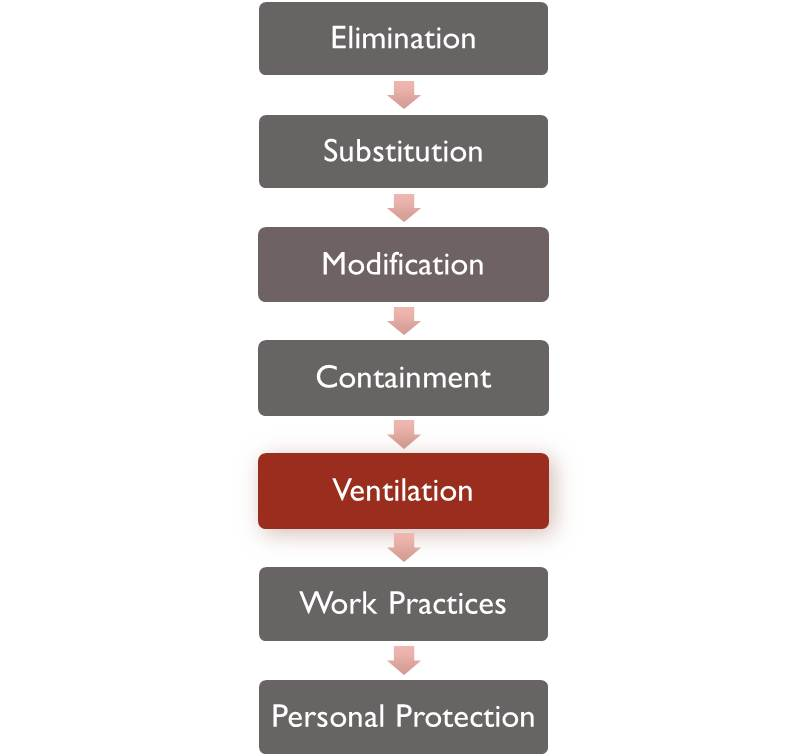 Elimination
Substitution
Modification
Containment
Ventilation
Work Practices
Personal Protection